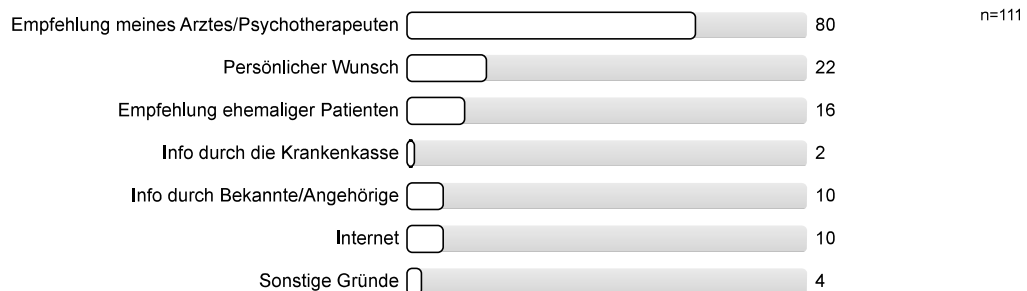 Empfehlung meines Arztes/Psychotherapeuten 80 n=111
Persönlicher Wunsch 22
Empfehlung ehemaliger Patienten 16
Info durch die Krankenkasse 2
Info durch Bekannte/Angehörige 10
Internet 10
Sonstige Gründe 4